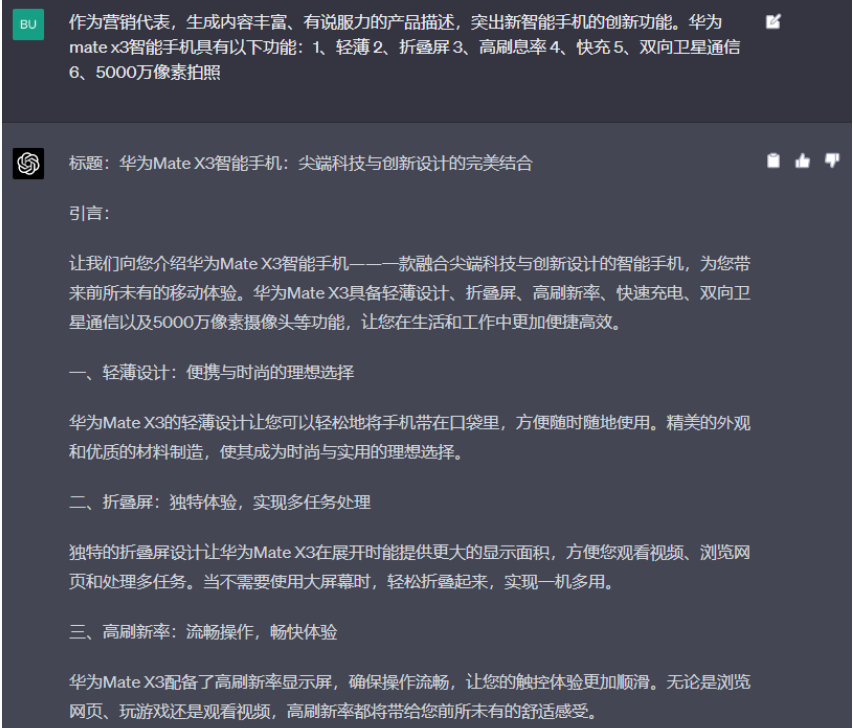 BU
作为营销代表，生成内容丰富、有说服力的产品描述，突出新智能手机的创新功能。华为
mate x3智能手机具有以下功能：1、轻薄 2、折叠屏 3、高刷息率 4、快充 5、双向卫星通信
6、5000万像素拍照
标题：华为Mate X3智能手机：尖端科技与创新设计的完美结合
引言：
让我们向您介绍华为Mate X3智能手机——一款融合尖端科技与创新设计的智能手机，为您带
来前所未有的移动体验。华为Mate X3具备轻薄设计、折叠屏、高刷新率、快速充电、双向卫
星通信以及5000万像素摄像头等功能，让您在生活和工作中更加便捷高效。
一、轻薄设计：便携与时尚的理想选择
华为Mate X3的轻薄设计让您可以轻松地将手机带在口袋里，方便随时随地使用。精美的外观
和优质的材料制造，使其成为时尚与实用的理想选择。
二、折叠屏：独特体验，实现多任务处理
独特的折叠屏设计让华为Mate X3在展开时能提供更大的显示面积，方便您观看视频、浏览网
页和处理多任务。当不需要使用大屏幕时，轻松折叠起来，实现一机多用。
三、高刷新率：流畅操作，畅快体验
华为Mate X3配备了高刷新率显示屏，确保操作流畅，让您的触控体验更加顺滑。无论是浏览
网页、玩游戏还是观看视频，高刷新率都将带给您前所未有的舒适感受。